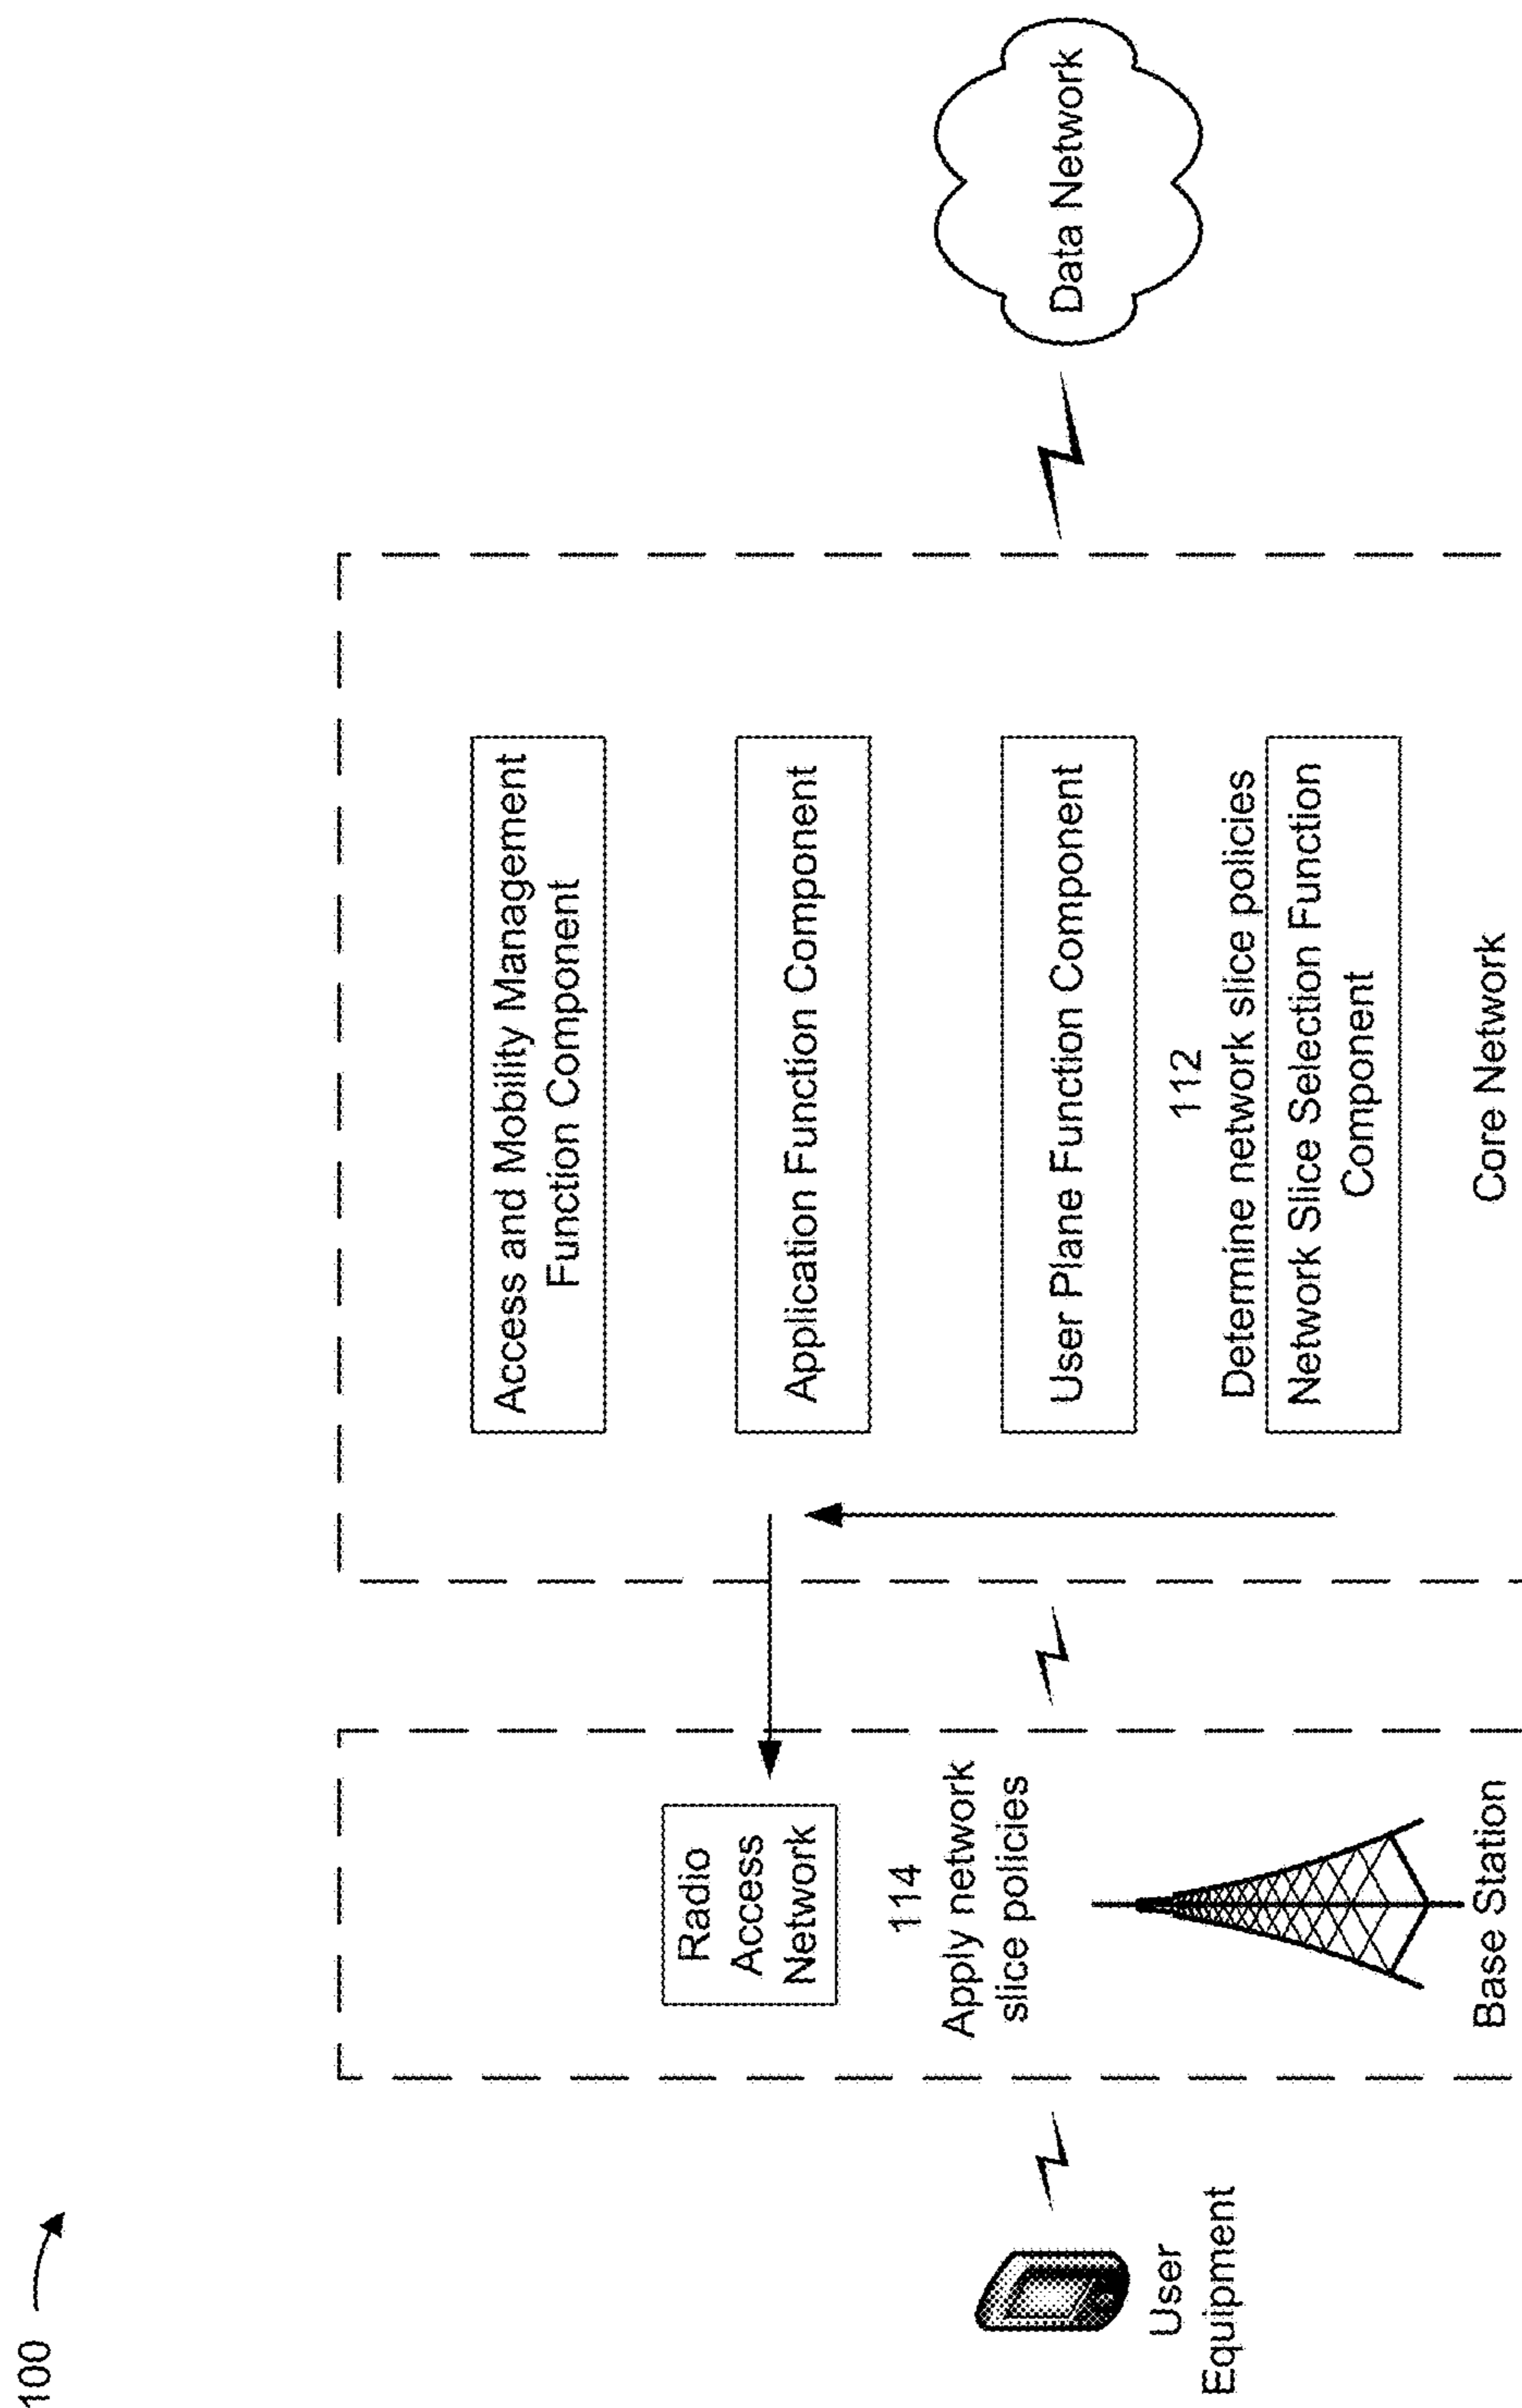 100
User
Equipment
Radio
Access
Network
114
Apply network
slice policies
Base Station
Access and Mobility Management
Function Component
Application Function Component
User Plane Function Component
112
Determine network slice policies
Network Slice Selection Function
Component
Core Network
Data Network